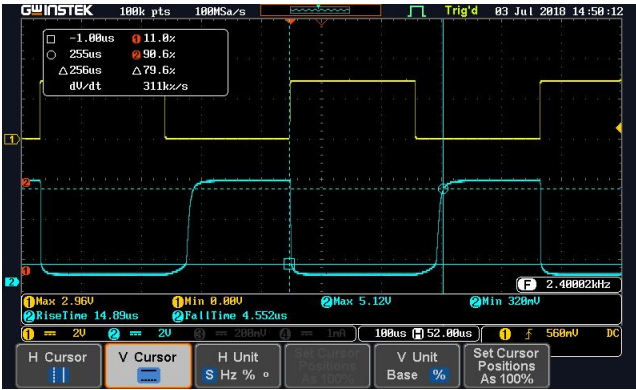 GWINSTEK 100k pts 100MSa/s Trig'd 03 Jul 2018 14:50:12
-1.00us 1 11.0%
255us 2 90.6%
△256us △79.6%
dV/dt 311k%/s
1
2
1
2
F 2.40002kHz
1 Max 2.96V 1 Min 0.00V 2 Max 5.12V 2 Min 320mV
2 RiseTime 14.89us 2 FallTime 4.552us
1 2V 2 2V 3 200mV 4 1mA 100us H 52.00us 1 560mV DC
H Cursor
V Cursor
H Unit
S Hz % °
Set Cursor
Positions
As 100%
V Unit
Base %
Set Cursor
Positions
As 100%